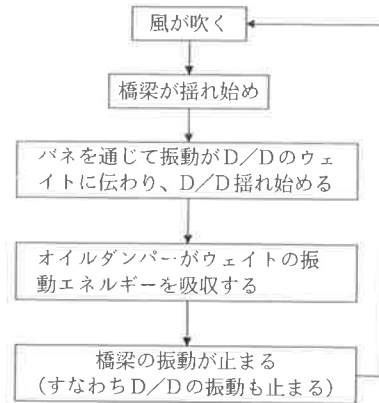 風が吹く
橋梁が揺れ始め
バネを通じて振動がD／Dのウェ
イトに伝わり、D／D揺れ始める
オイルダンパーがウェイトの振
動エネルギーを吸収する
橋梁の振動が止まる
(すなわちD／Dの振動も止まる)